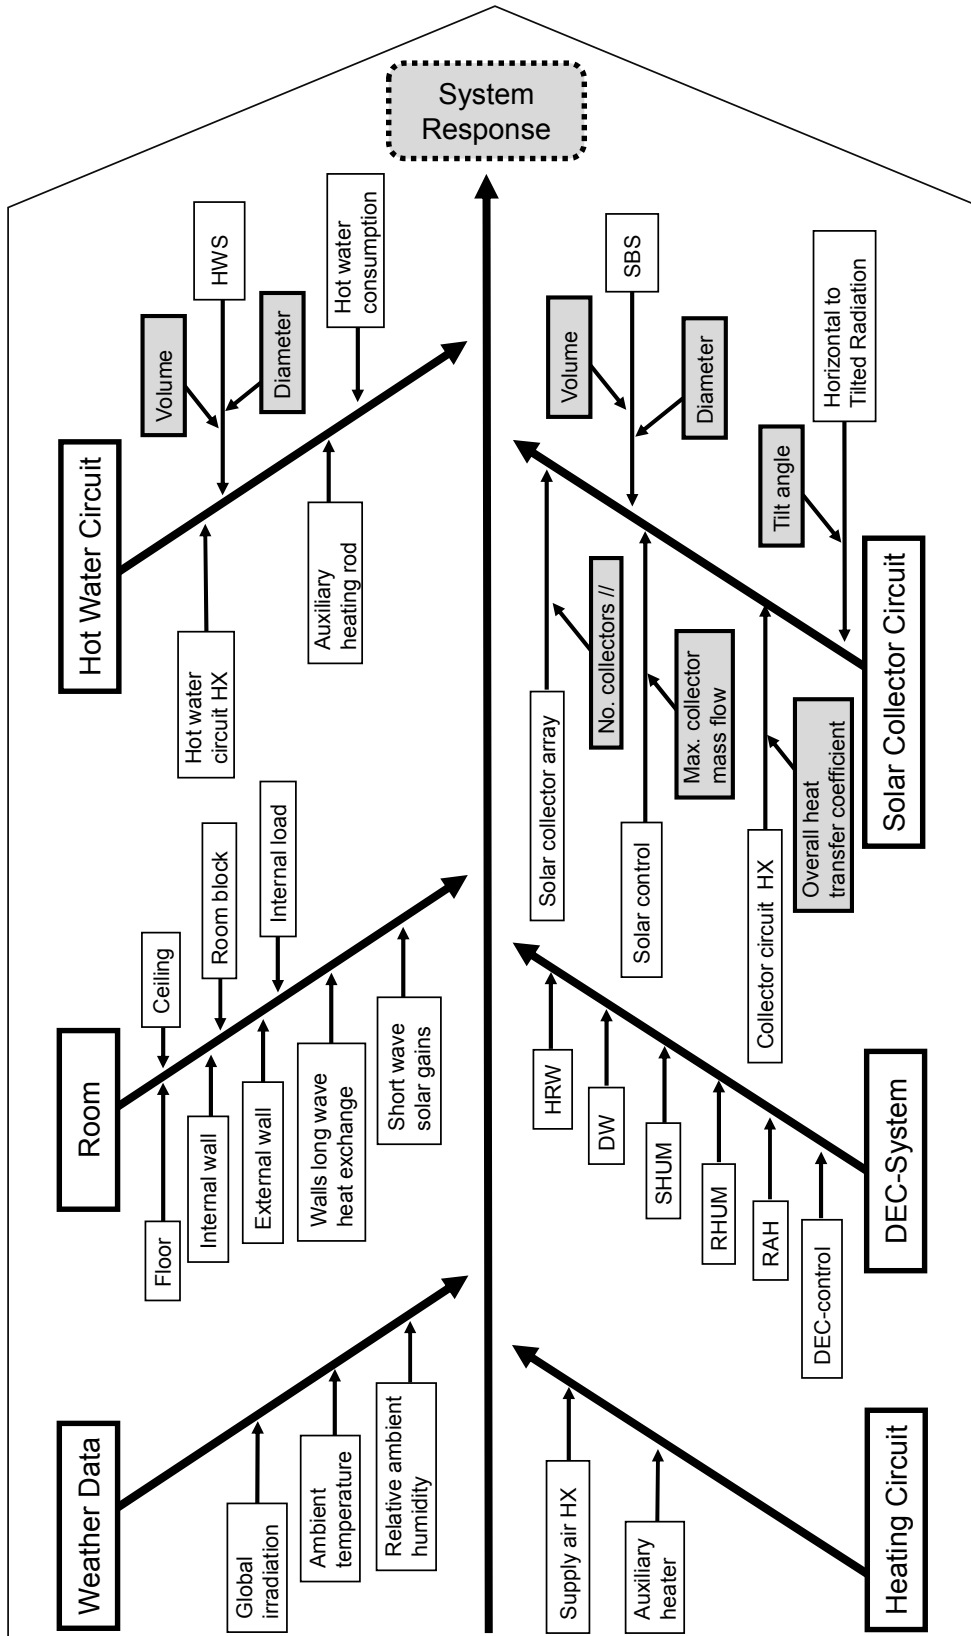 System
Response
Hot Water Circuit
Volume
HWS
Diameter
Hot water
consumption
Hot water
circuit HX
Auxiliary
heating rod
Room
Ceiling
Room block
Internal load
Floor
Internal wall
External wall
Walls long wave
heat exchange
Short wave
solar gains
Weather Data
Global
irradiation
Ambient
temperature
Relative ambient
humidity
Solar Collector Circuit
Solar collector array
No. collectors //
Solar control
Max. collector
mass flow
Collector circuit HX
Overall heat
transfer coefficient
Volume
SBS
Diameter
Tilt angle
Horizontal to
Tilted Radiation
DEC-System
HRW
DW
SHUM
RHUM
RAH
DEC-control
Heating Circuit
Supply air HX
Auxiliary
heater